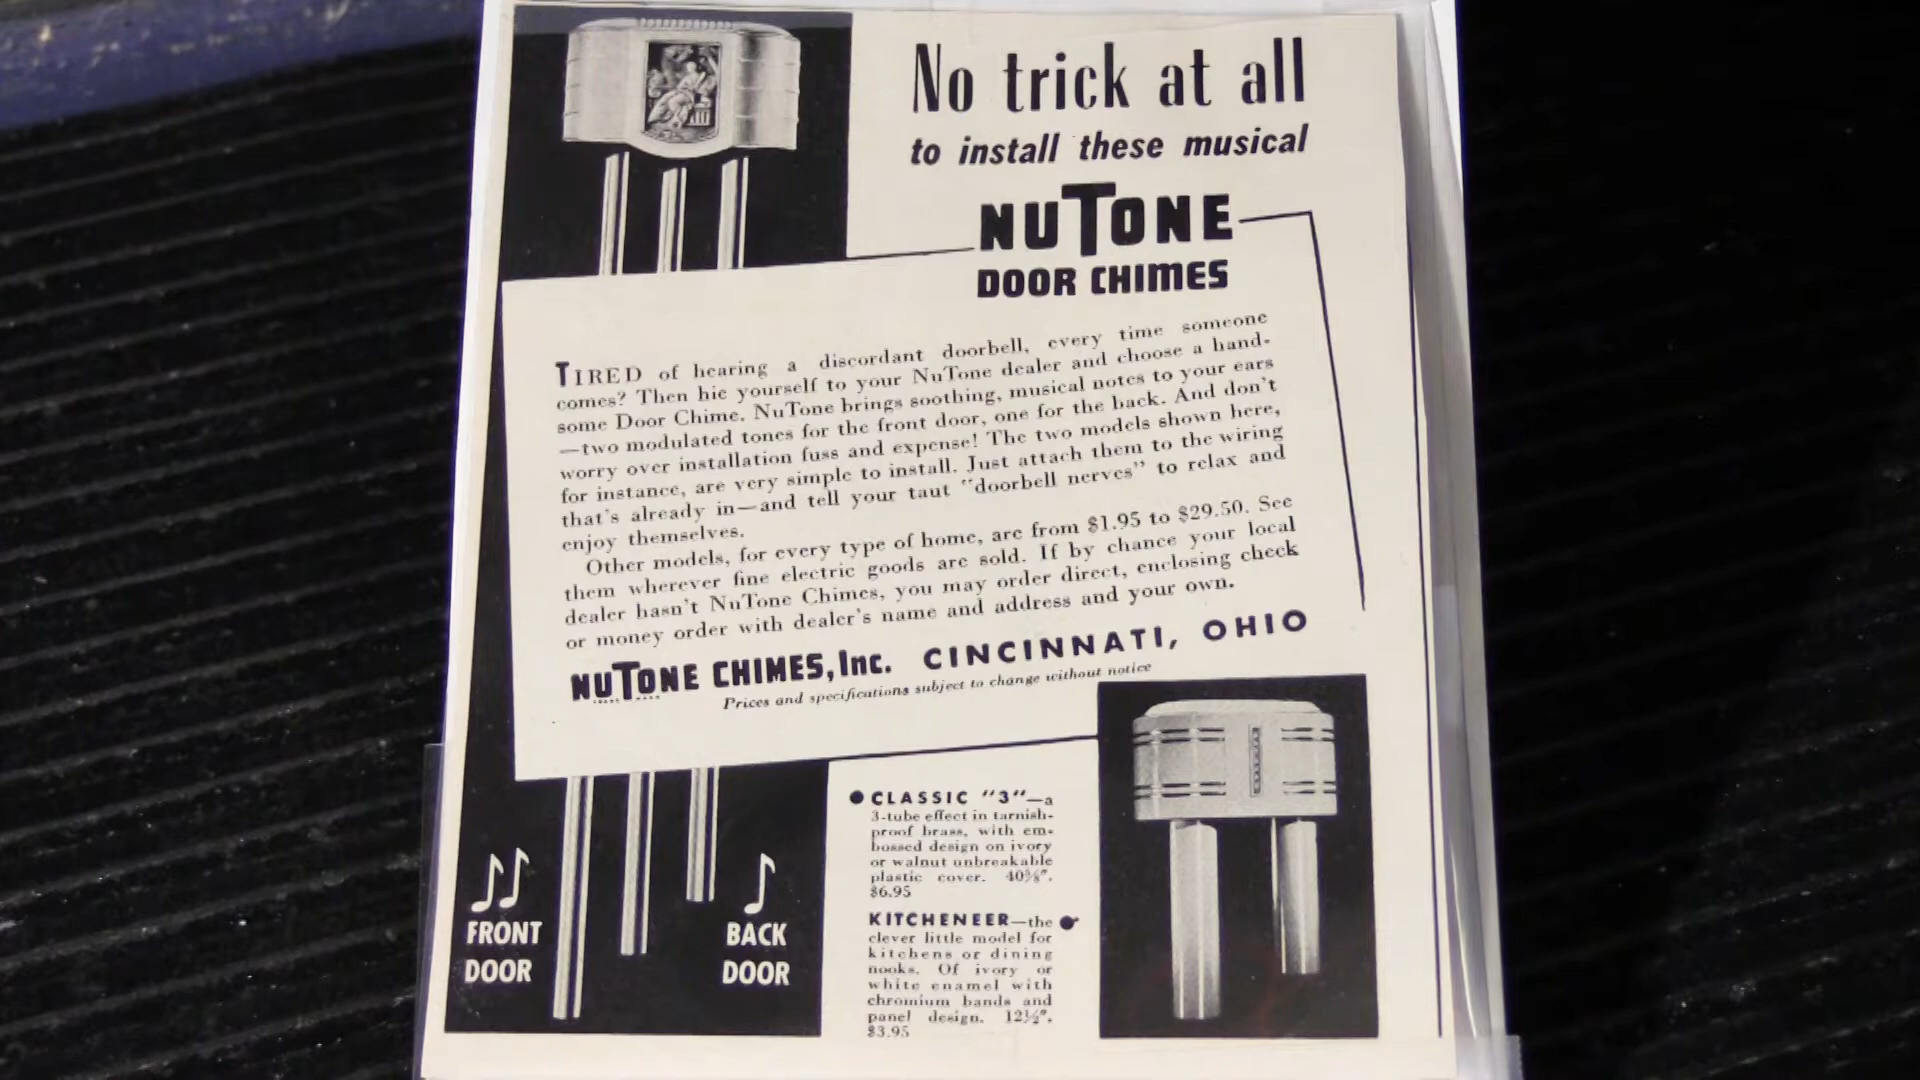 No trick at all
to install these musical
NUTONE
DOOR CHIMES
TIRED of hearing a discordant doorbell, every time someone
comes? Then hie yourself to your NuTone dealer and choose a hand-
some Door Chime. NuTone brings soothing, musical notes to your ears
—two modulated tones for the front door, one for the back. And don't
worry over installation fuss and expense! The two models shown here,
for instance, are very simple to install. Just attach them to the wiring
that's already in—and tell your taut "doorbell nerves" to relax and
enjoy themselves.
Other models, for every type of home, are from $1.95 to $29.50. See
them wherever fine electric goods are sold. If by chance your local
dealer hasn't NuTone Chimes, you may order direct, enclosing check
or money order with dealer's name and address and your own.
NUTONE CHIMES, Inc. CINCINNATI, OHIO
Prices and specifications subject to change without notice
FRONT
DOOR
BACK
DOOR
CLASSIC "3"—a
3-tube effect in tarnish-
proof brass, with em-
bossed design on ivory
or walnut unbreakable
plastic cover. 40⅜".
$6.95
KITCHENEER—the
clever little model for
kitchens or dining
nooks. Of ivory or
white enamel with
chromium bands and
panel design. 12½".
$3.95